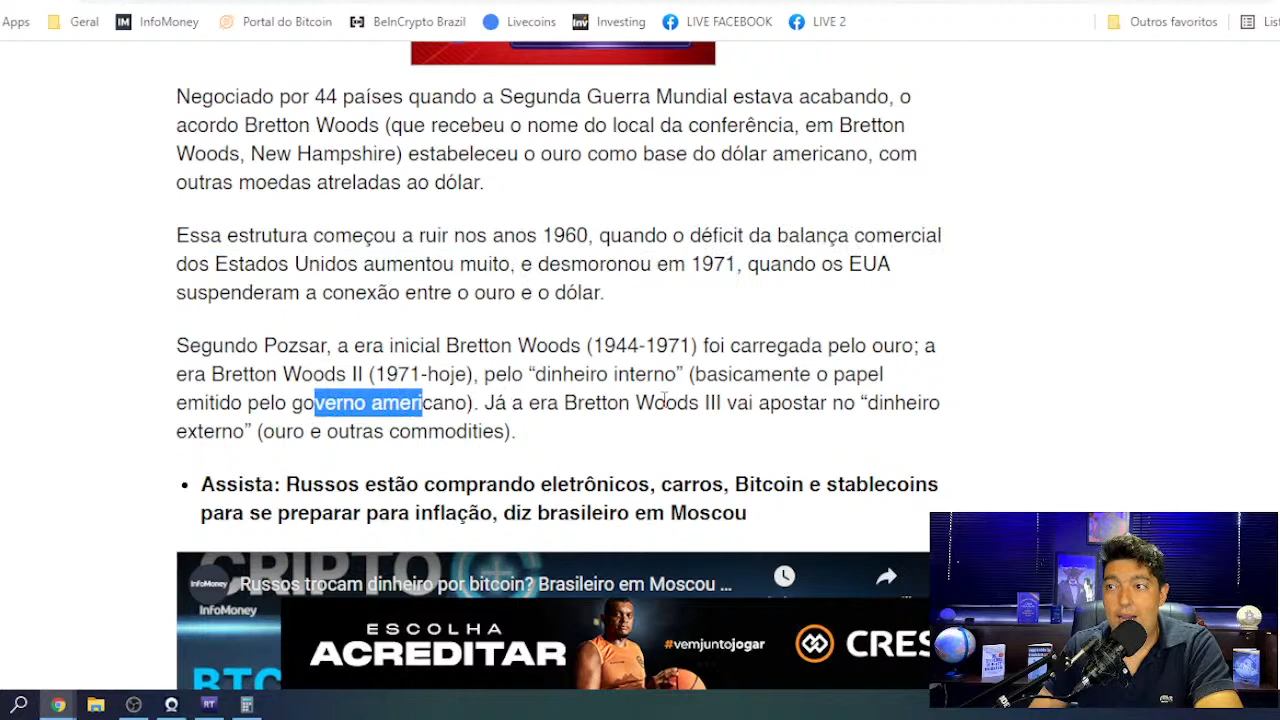 Apps Geral InfoMoney Portal do Bitcoin BeInCrypto Brazil Livecoins Investing LIVE FACEBOOK LIVE 2 Outros favoritos
Negociado por 44 países quando a Segunda Guerra Mundial estava acabando, o
acordo Bretton Woods (que recebeu o nome do local da conferência, em Bretton
Woods, New Hampshire) estabeleceu o ouro como base do dólar americano, com
outras moedas atreladas ao dólar.
Essa estrutura começou a ruir nos anos 1960, quando o déficit da balança comercial
dos Estados Unidos aumentou muito, e desmoronou em 1971, quando os EUA
suspenderam a conexão entre o ouro e o dólar.
Segundo Pozsar, a era inicial Bretton Woods (1944-1971) foi carregada pelo ouro; a
era Bretton Woods II (1971-hoje), pelo “dinheiro interno” (basicamente o papel
emitido pelo governo americano). Já a era Bretton Woods III vai apostar no “dinheiro
externo” (ouro e outras commodities).
• Assista: Russos estão comprando eletrônicos, carros, Bitcoin e stablecoins
para se preparar para inflação, diz brasileiro em Moscou
CRIPTO
InfoMoney Russos trocam dinheiro por bitcoin? Brasileiro em Moscou ...
InfoMoney
ESCOLHA
ACREDITAR
#vemjuntojogar
CRES
BTC
RT